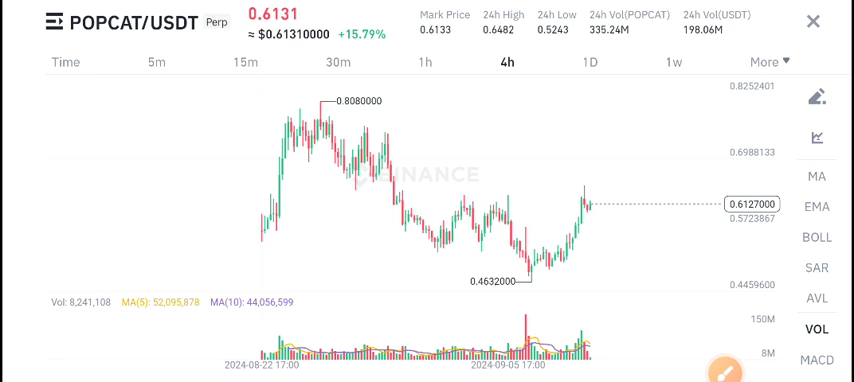 POPCAT/USDT Perp
0.6131
≈ $0.61310000 +15.79%
Mark Price
0.6133
24h High
0.6482
24h Low
0.5243
24h Vol(POPCAT)
335.24M
24h Vol(USDT)
198.06M
Time 5m 15m 30m 1h 4h 1D 1w More
0.8252401
0.8080000
0.6988133
BINANCE
0.6127000
0.5723867
0.4632000
0.4459600
MA
EMA
BOLL
SAR
AVL
VOL
MACD
Vol: 8,241,108 MA(5): 52,095,878 MA(10): 44,056,599
150M
8M
2024-08-22 17:00 2024-09-05 17:00